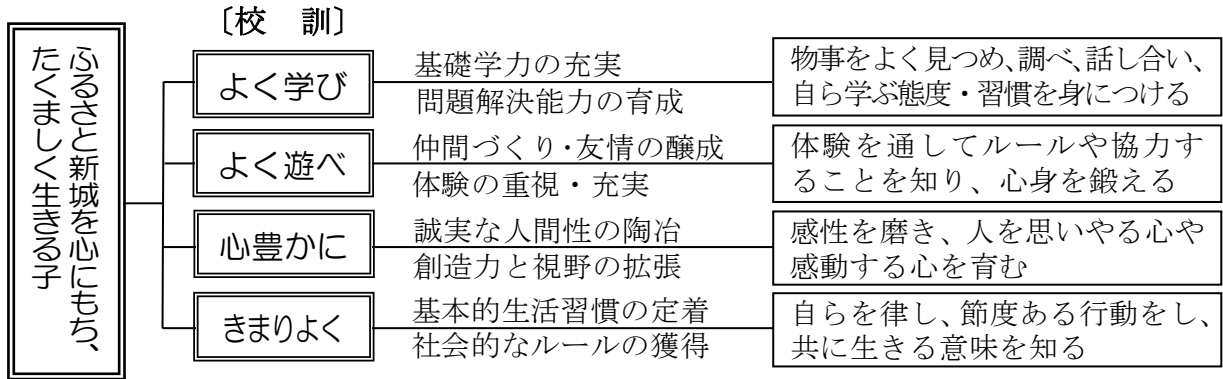 〔校　訓〕
ふるさと新城を心にもち、
たくましく生きる子
よく学び
基礎学力の充実
問題解決能力の育成
物事をよく見つめ、調べ、話し合い、
自ら学ぶ態度・習慣を身につける
よく遊べ
仲間づくり・友情の醸成
体験の重視・充実
体験を通してルールや協力す
ることを知り、心身を鍛える
心豊かに
誠実な人間性の陶冶
創造力と視野の拡張
感性を磨き、人を思いやる心や
感動する心を育む
きまりよく
基本的生活習慣の定着
社会的なルールの獲得
自らを律し、節度ある行動をし、
共に生きる意味を知る